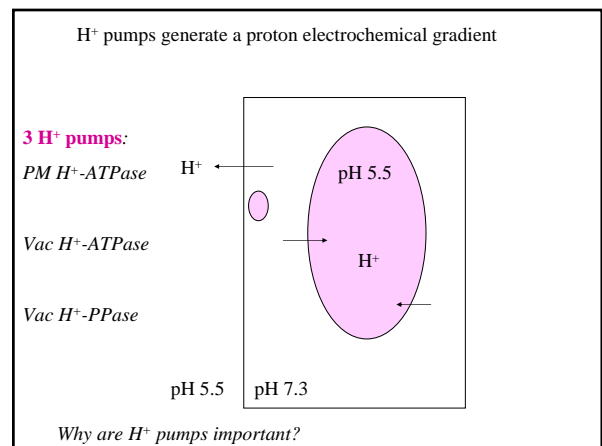 H⁺ pumps generate a proton electrochemical gradient
3 H⁺ pumps:
PM H⁺-ATPase
H⁺
pH 5.5
Vac H⁺-ATPase
H⁺
Vac H⁺-PPase
pH 5.5
pH 7.3
Why are H⁺ pumps important?